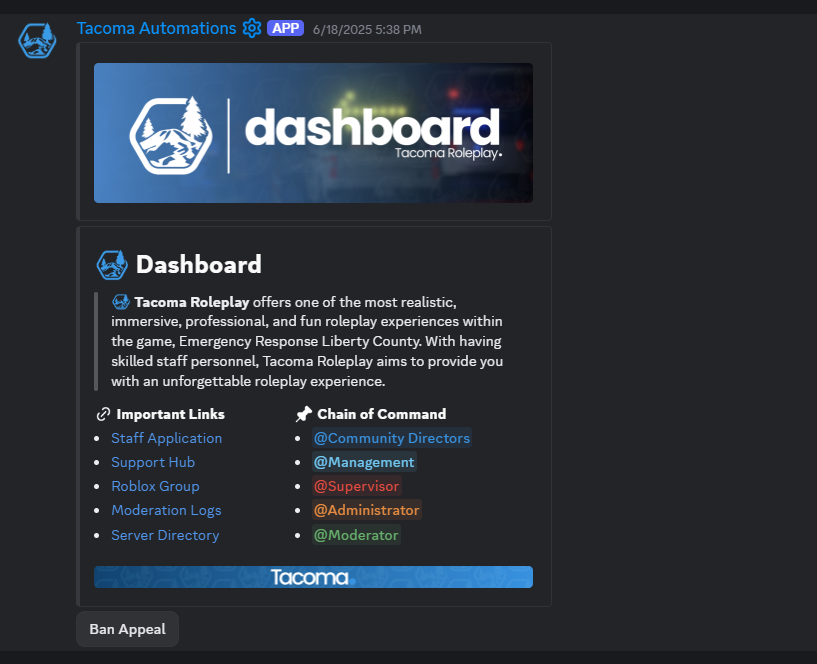 Tacoma Automations APP 6/18/2025 5:38 PM
dashboard
Tacoma Roleplay.
Dashboard
Tacoma Roleplay offers one of the most realistic,
immersive, professional, and fun roleplay experiences within
the game, Emergency Response Liberty County. With having
skilled staff personnel, Tacoma Roleplay aims to provide you
with an unforgettable roleplay experience.
Important Links
Staff Application
Support Hub
Roblox Group
Moderation Logs
Server Directory
Chain of Command
@Community Directors
@Management
@Supervisor
@Administrator
@Moderator
Tacoma.
Ban Appeal